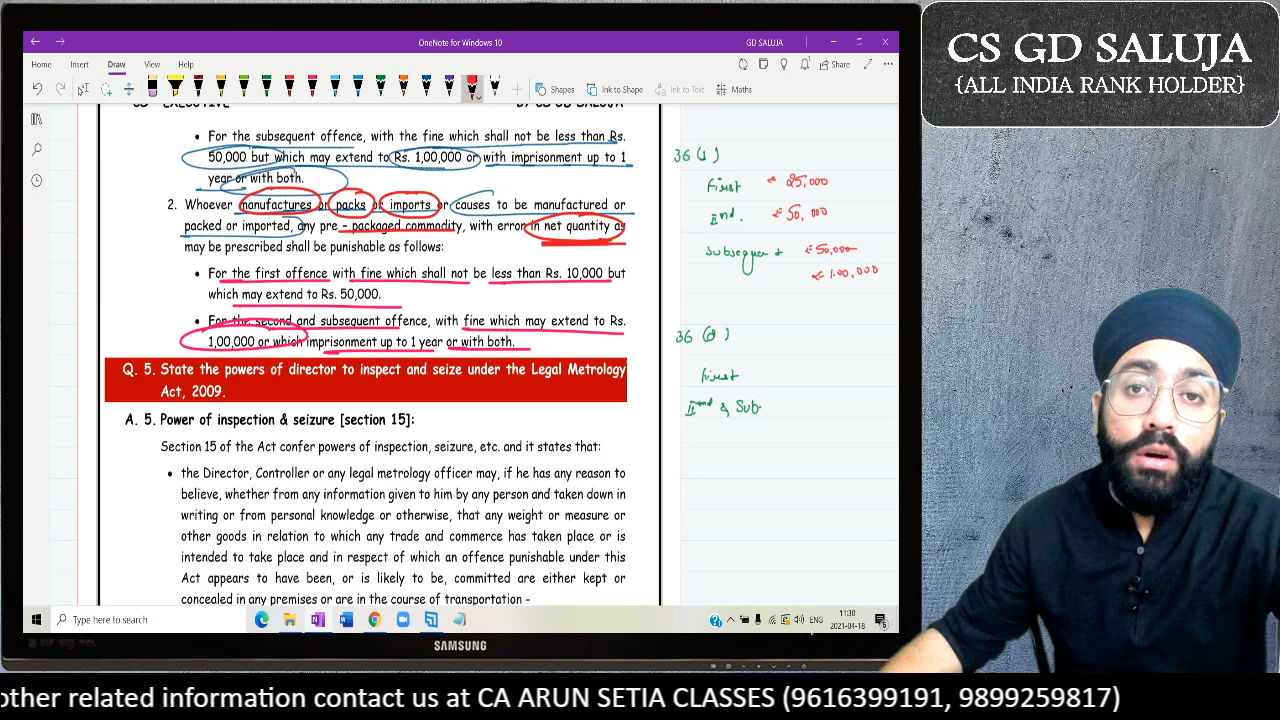 OneNote for Windows 10
GD SALUJA
Home Insert Draw View Help
Share
Shapes
Ink to Shape
Ink to Text
Maths
CS EXECUTIVE
BY CS GD SALUJA
• For the subsequent offence, with the fine which shall not be less than Rs.
50,000 but which may extend to Rs. 1,00,000 or with imprisonment up to 1
year or with both.
2. Whoever manufactures or packs or imports or causes to be manufactured or
packed or imported, any pre - packaged commodity, with error in net quantity as
may be prescribed shall be punishable as follows:
• For the first offence with fine which shall not be less than Rs. 10,000 but
which may extend to Rs. 50,000.
• For the second and subsequent offence, with fine which may extend to Rs.
1,00,000 or which imprisonment up to 1 year or with both.
Q. 5. State the powers of director to inspect and seize under the Legal Metrology
Act, 2009.
A. 5. Power of inspection & seizure [section 15]:
Section 15 of the Act confer powers of inspection, seizure, etc. and it states that:
• the Director, Controller or any legal metrology officer may, if he has any reason to
believe, whether from any information given to him by any person and taken down in
writing or from personal knowledge or otherwise, that any weight or measure or
other goods in relation to which any trade and commerce has taken place or is
intended to take place and in respect of which an offence punishable under this
Act appears to have been, or is likely to be, committed are either kept or
concealed in any premises or are in the course of transportation -
36 (1)
First 25,000
IInd. 50,000
Subsequent 50,000
1,00,000
36 (2)
First
IInd & Sub
Type here to search
ENG
11:30
2021-04-18
6
SAMSUNG
CS GD SALUJA
{ALL INDIA RANK HOLDER}
other related information contact us at CA ARUN SETIA CLASSES (9616399191, 9899259817)